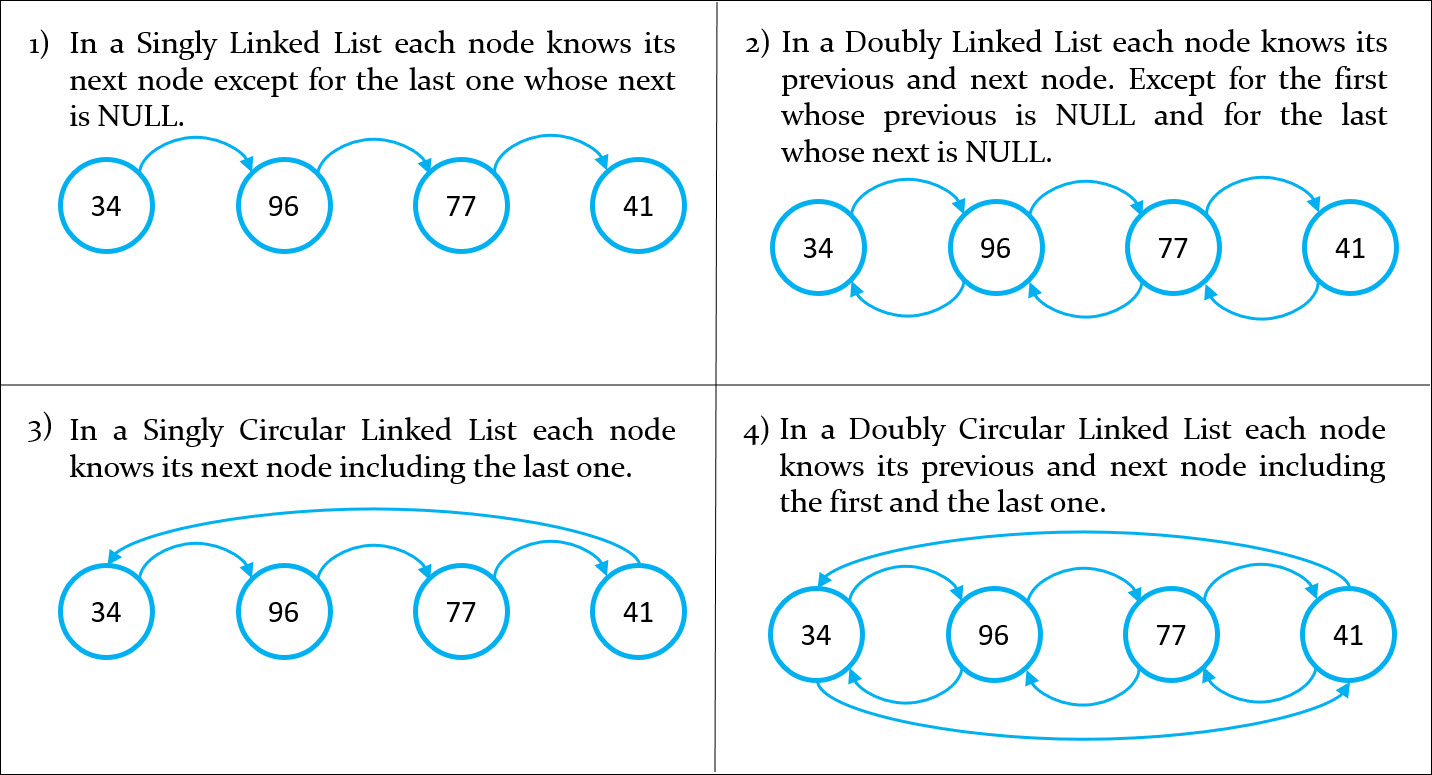 1) In a Singly Linked List each node knows its
next node except for the last one whose next
is NULL.
34 96 77 41
2) In a Doubly Linked List each node knows its
previous and next node. Except for the first
whose previous is NULL and for the last
whose next is NULL.
34 96 77 41
3) In a Singly Circular Linked List each node
knows its next node including the last one.
34 96 77 41
4) In a Doubly Circular Linked List each node
knows its previous and next node including
the first and the last one.
34 96 77 41